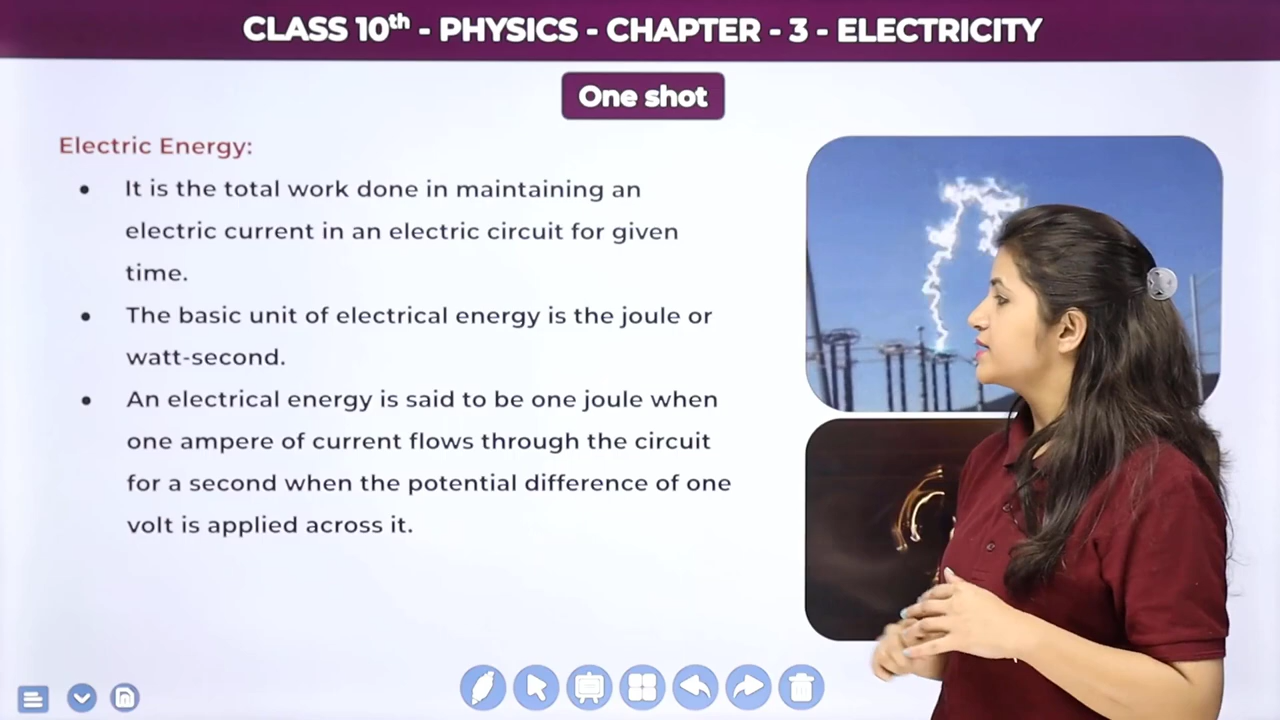 CLASS 10th - PHYSICS - CHAPTER - 3 - ELECTRICITY
One shot
Electric Energy:
• It is the total work done in maintaining an
electric current in an electric circuit for given
time.
• The basic unit of electrical energy is the joule or
watt-second.
• An electrical energy is said to be one joule when
one ampere of current flows through the circuit
for a second when the potential difference of one
volt is applied across it.